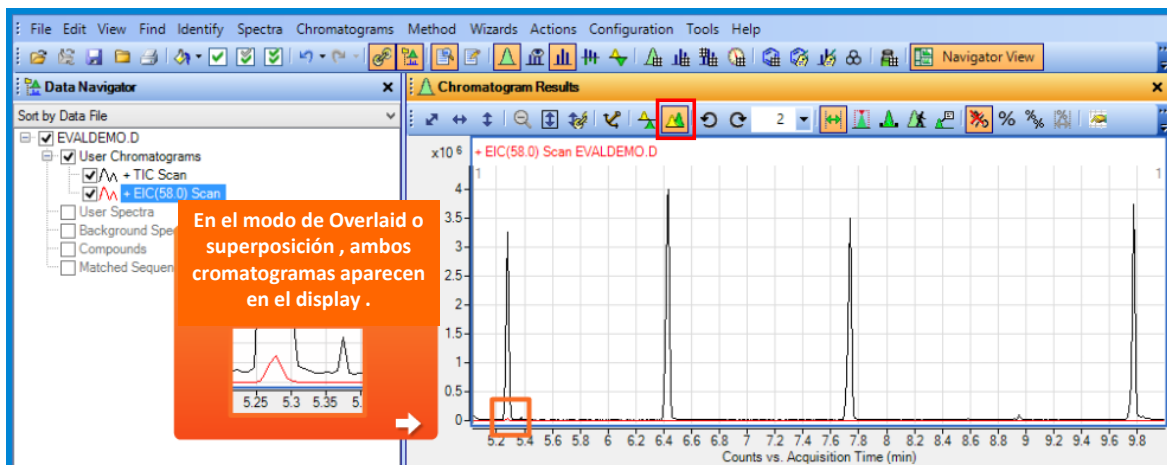 File Edit View Find Identify Spectra Chromatograms Method Wizards Actions Configuration Tools Help
Navigator View
Data Navigator
Sort by Data File
EVALDEMO.D
User Chromatograms
+ TIC Scan
+ EIC(58.0) Scan
User Spectra
Background Spe
Compounds
Matched Sequen
En el modo de Overlaid o
superposición , ambos
cromatogramas aparecen
en el display .
5.25 5.3 5.35 5.
Chromatogram Results
2
x10 6
+ EIC(58.0) Scan EVALDEMO.D
1 1
4
3.5
3
2.5
2
1.5
1
0.5
0
5.2 5.4 5.6 5.8 6 6.2 6.4 6.6 6.8 7 7.2 7.4 7.6 7.8 8 8.2 8.4 8.6 8.8 9 9.2 9.4 9.6 9.8
Counts vs. Acquisition Time (min)